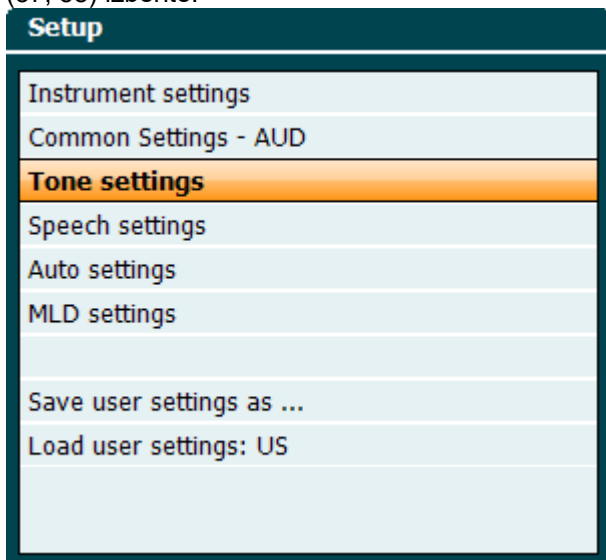 Setup
Instrument settings
Common Settings - AUD
Tone settings
Speech settings
Auto settings
MLD settings
Save user settings as ...
Load user settings: US